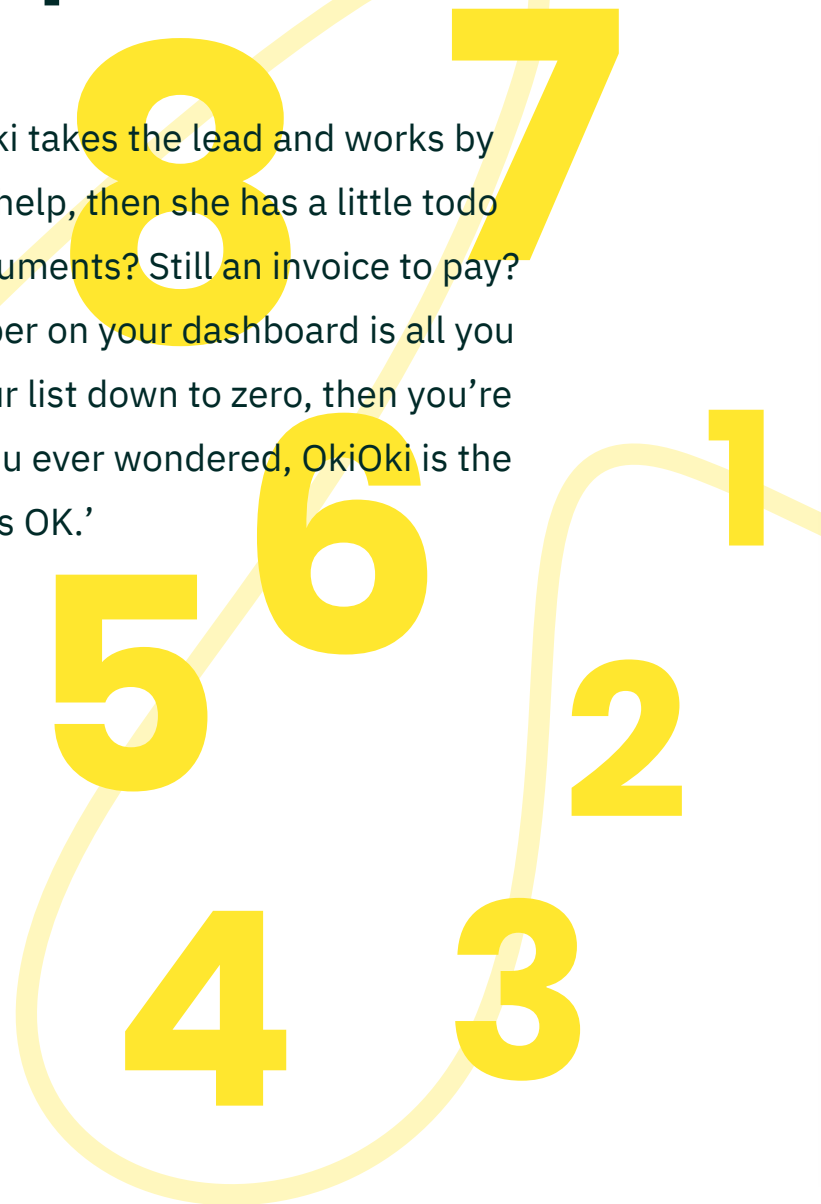 8 7
ki takes the lead and works by
help, then she has a little todo
uments? Still an invoice to pay?
er on your dashboard is all you
r list down to zero, then you’re
u ever wondered, OkiOki is the
s OK.’
6
1
5
2
3
4